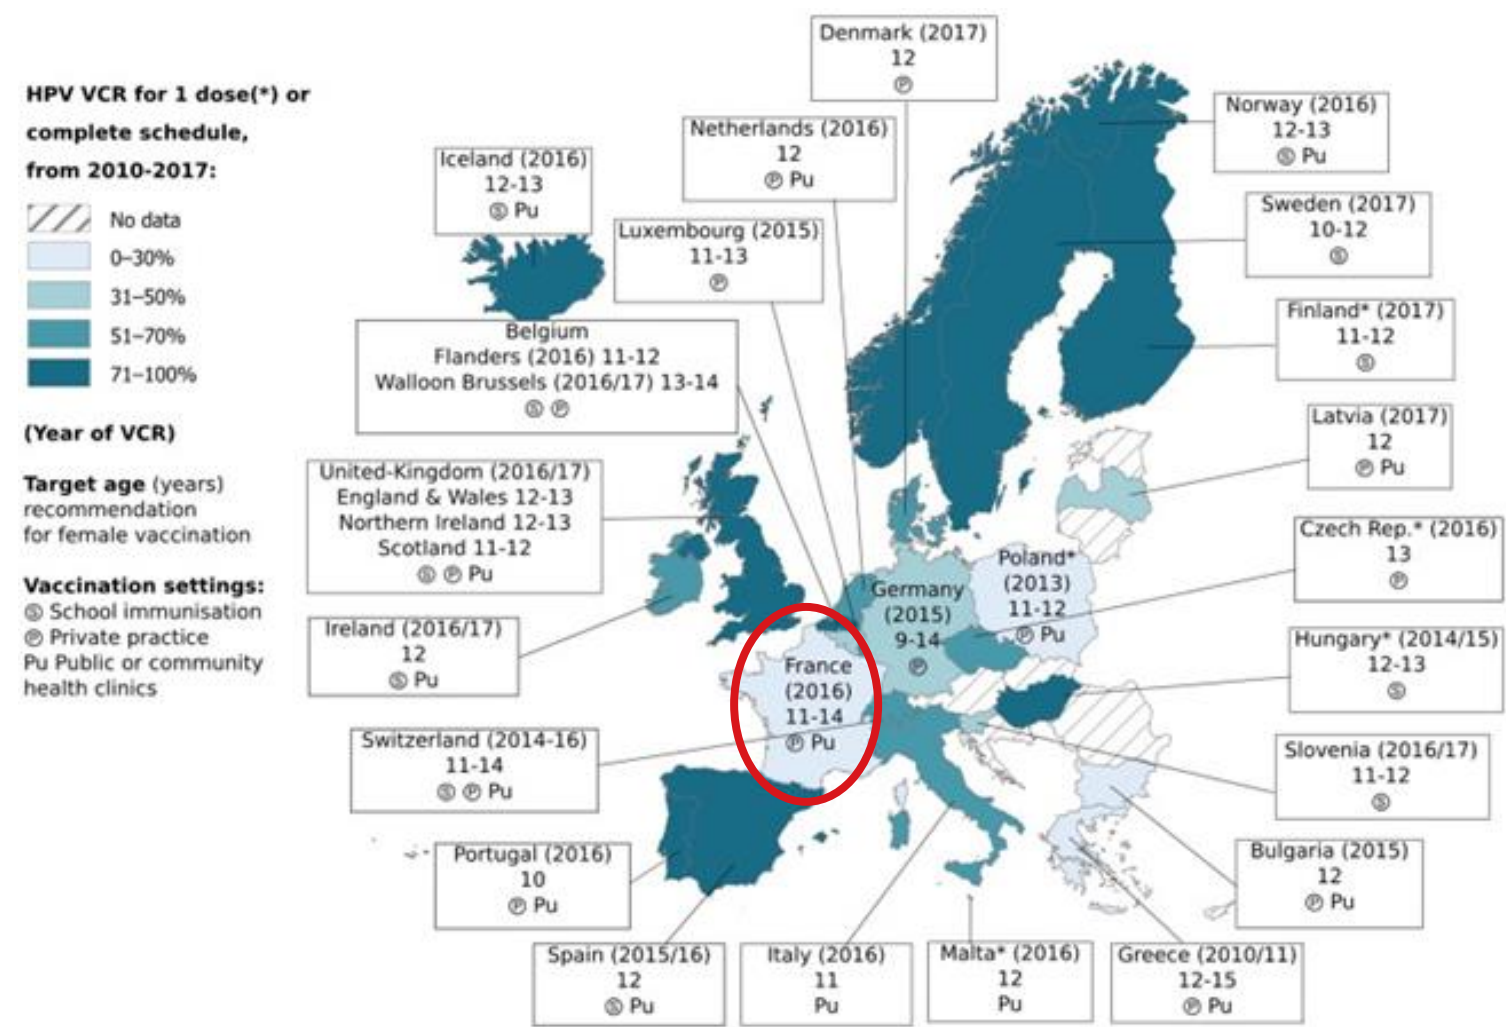 HPV VCR for 1 dose(*) or
complete schedule,
from 2010-2017:
No data
0–30%
31–50%
51–70%
71–100%
(Year of VCR)
Target age (years)
recommendation
for female vaccination
Vaccination settings:
Ⓢ School immunisation
Ⓟ Private practice
Pu Public or community
health clinics
Denmark (2017)
12
Ⓟ
Netherlands (2016)
12
Ⓟ Pu
Norway (2016)
12-13
Ⓢ Pu
Iceland (2016)
12-13
Ⓢ Pu
Sweden (2017)
10-12
Ⓢ
Luxembourg (2015)
11-13
Ⓟ
Finland* (2017)
11-12
Ⓢ
Belgium
Flanders (2016) 11-12
Walloon Brussels (2016/17) 13-14
Ⓢ Ⓟ
Latvia (2017)
12
Ⓟ Pu
United-Kingdom (2016/17)
England & Wales 12-13
Northern Ireland 12-13
Scotland 11-12
Ⓢ Ⓟ Pu
Czech Rep.* (2016)
13
Ⓟ
Poland*
(2013)
11-12
Ⓟ Pu
Germany
(2015)
9-14
Ⓟ
Ireland (2016/17)
12
Ⓢ Pu
Hungary* (2014/15)
12-13
Ⓢ
France
(2016)
11-14
Ⓟ Pu
Switzerland (2014-16)
11-14
Ⓢ Ⓟ Pu
Slovenia (2016/17)
11-12
Ⓢ
Portugal (2016)
10
Ⓟ Pu
Bulgaria (2015)
12
Ⓟ Pu
Spain (2015/16)
12
Ⓢ Pu
Italy (2016)
11
Pu
Malta* (2016)
12
Pu
Greece (2010/11)
12-15
Ⓟ Pu